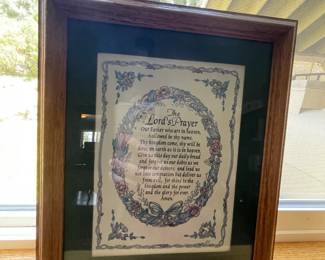 The
Lord's Prayer
Our Father who art in heaven,
hallowed be thy name.
Thy kingdom come, thy will be
done, on earth as it is in heaven.
Give us this day our daily bread
and forgive us our debts as we
forgive our debtors; and lead us
not into temptation but deliver us
from evil, for thine is the
kingdom and the power
and the glory for ever
Amen.